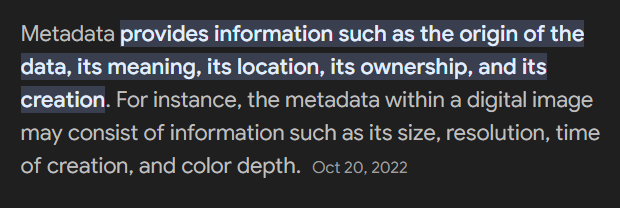 Metadata provides information such as the origin of the
data, its meaning, its location, its ownership, and its
creation. For instance, the metadata within a digital image
may consist of information such as its size, resolution, time
of creation, and color depth. Oct 20, 2022